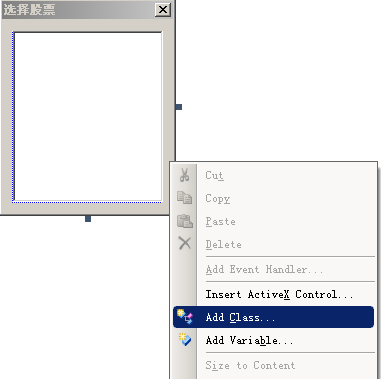 选择股票
Cut
Copy
Paste
Delete
Add Event Handler...
Insert ActiveX Control...
Add Class...
Add Variable...
Size to Content